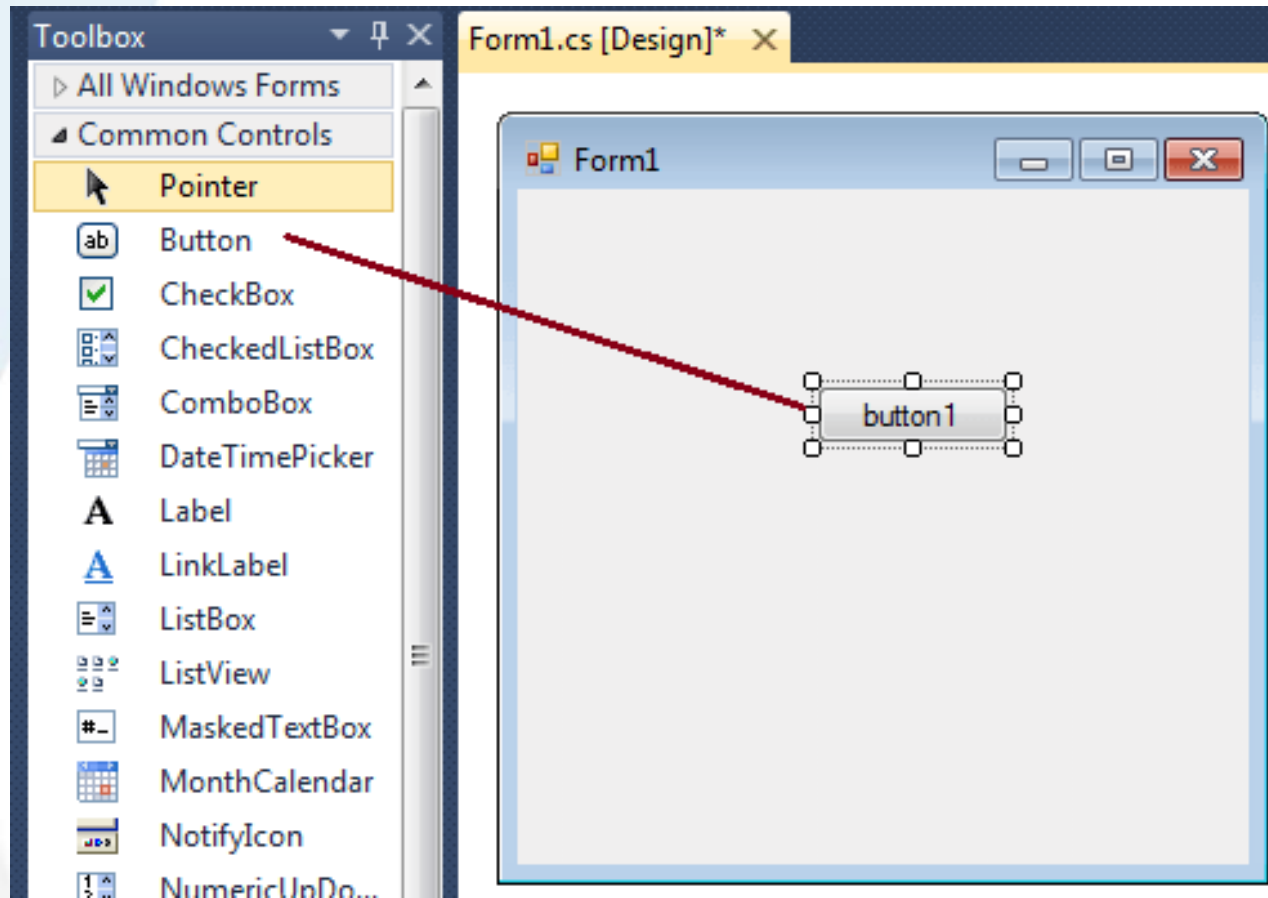 Toolbox
All Windows Forms
Common Controls
Pointer
Button
CheckBox
CheckedListBox
ComboBox
DateTimePicker
Label
LinkLabel
ListBox
ListView
MaskedTextBox
MonthCalendar
NotifyIcon
NumericUpDo...
Form1.cs [Design]*
Form1
button1